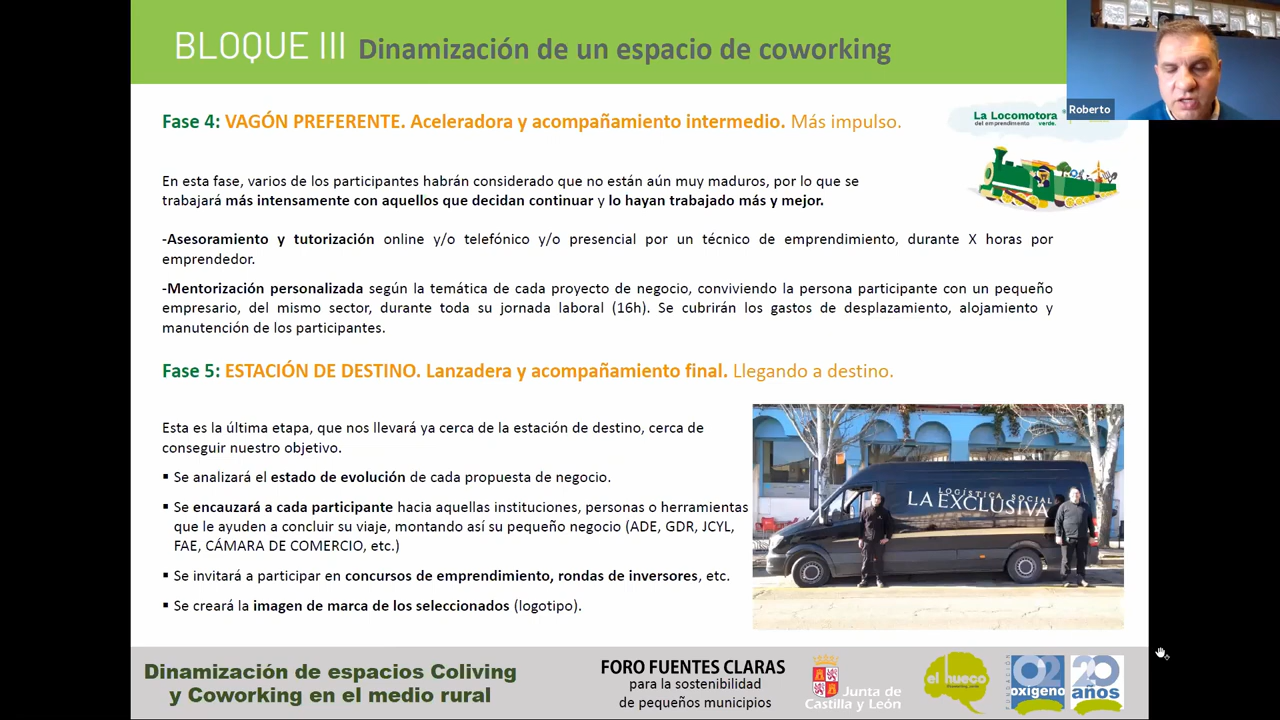 BLOQUE III Dinamización de un espacio de coworking
Roberto
Fase 4: VAGÓN PREFERENTE. Aceleradora y acompañamiento intermedio. Más impulso.
La Locomotora
del emprendimiento verde.
En esta fase, varios de los participantes habrán considerado que no están aún muy maduros, por lo que se
trabajará más intensamente con aquellos que decidan continuar y lo hayan trabajado más y mejor.
-Asesoramiento y tutorización online y/o telefónico y/o presencial por un técnico de emprendimiento, durante X horas por
emprendedor.
-Mentorización personalizada según la temática de cada proyecto de negocio, conviviendo la persona participante con un pequeño
empresario, del mismo sector, durante toda su jornada laboral (16h). Se cubrirán los gastos de desplazamiento, alojamiento y
manutención de los participantes.
Fase 5: ESTACIÓN DE DESTINO. Lanzadera y acompañamiento final. Llegando a destino.
Esta es la última etapa, que nos llevará ya cerca de la estación de destino, cerca de
conseguir nuestro objetivo.
▪ Se analizará el estado de evolución de cada propuesta de negocio.
▪ Se encauzará a cada participante hacia aquellas instituciones, personas o herramientas
que le ayuden a concluir su viaje, montando así su pequeño negocio (ADE, GDR, JCYL,
FAE, CÁMARA DE COMERCIO, etc.)
▪ Se invitará a participar en concursos de emprendimiento, rondas de inversores, etc.
▪ Se creará la imagen de marca de los seleccionados (logotipo).
LOGÍSTICA SOCIAL
LA EXCLUSIVA
Dinamización de espacios Coliving
y Coworking en el medio rural
FORO FUENTES CLARAS
para la sostenibilidad
de pequeños municipios
Junta de
Castilla y León
el hueco
FUNDACIÓN
O2
oxígeno
20
años